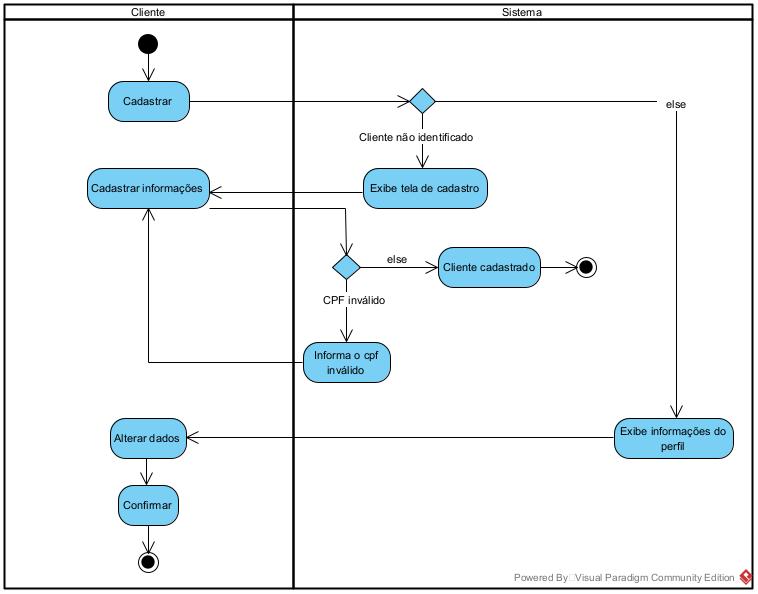 Cliente
Sistema
Cadastrar
else
Cliente não identificado
Cadastrar informações
Exibe tela de cadastro
else
Cliente cadastrado
CPF inválido
Informa o cpf
inválido
Alterar dados
Exibe informações do
perfil
Confirmar
Powered By Visual Paradigm Community Edition